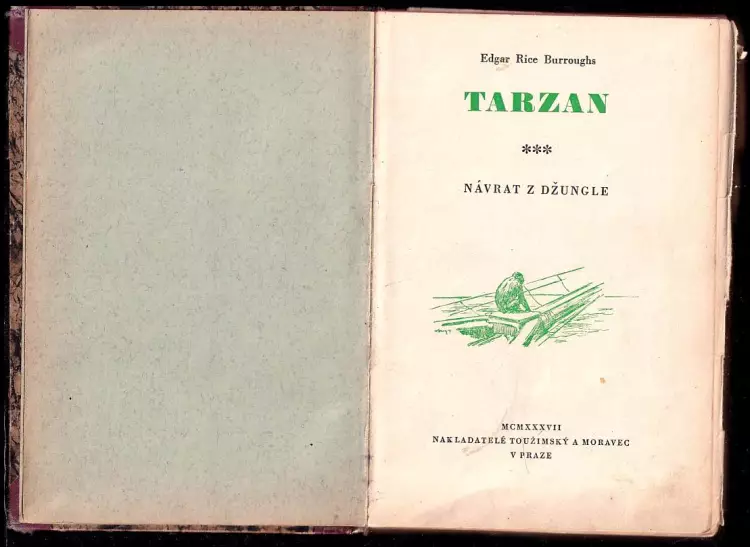 Edgar Rice Burroughs
TARZAN
***
NÁVRAT Z DŽUNGLE
MCMXXXVII
NAKLADATELÉ TOUŽIMSKÝ A MORAVEC
V PRAZE